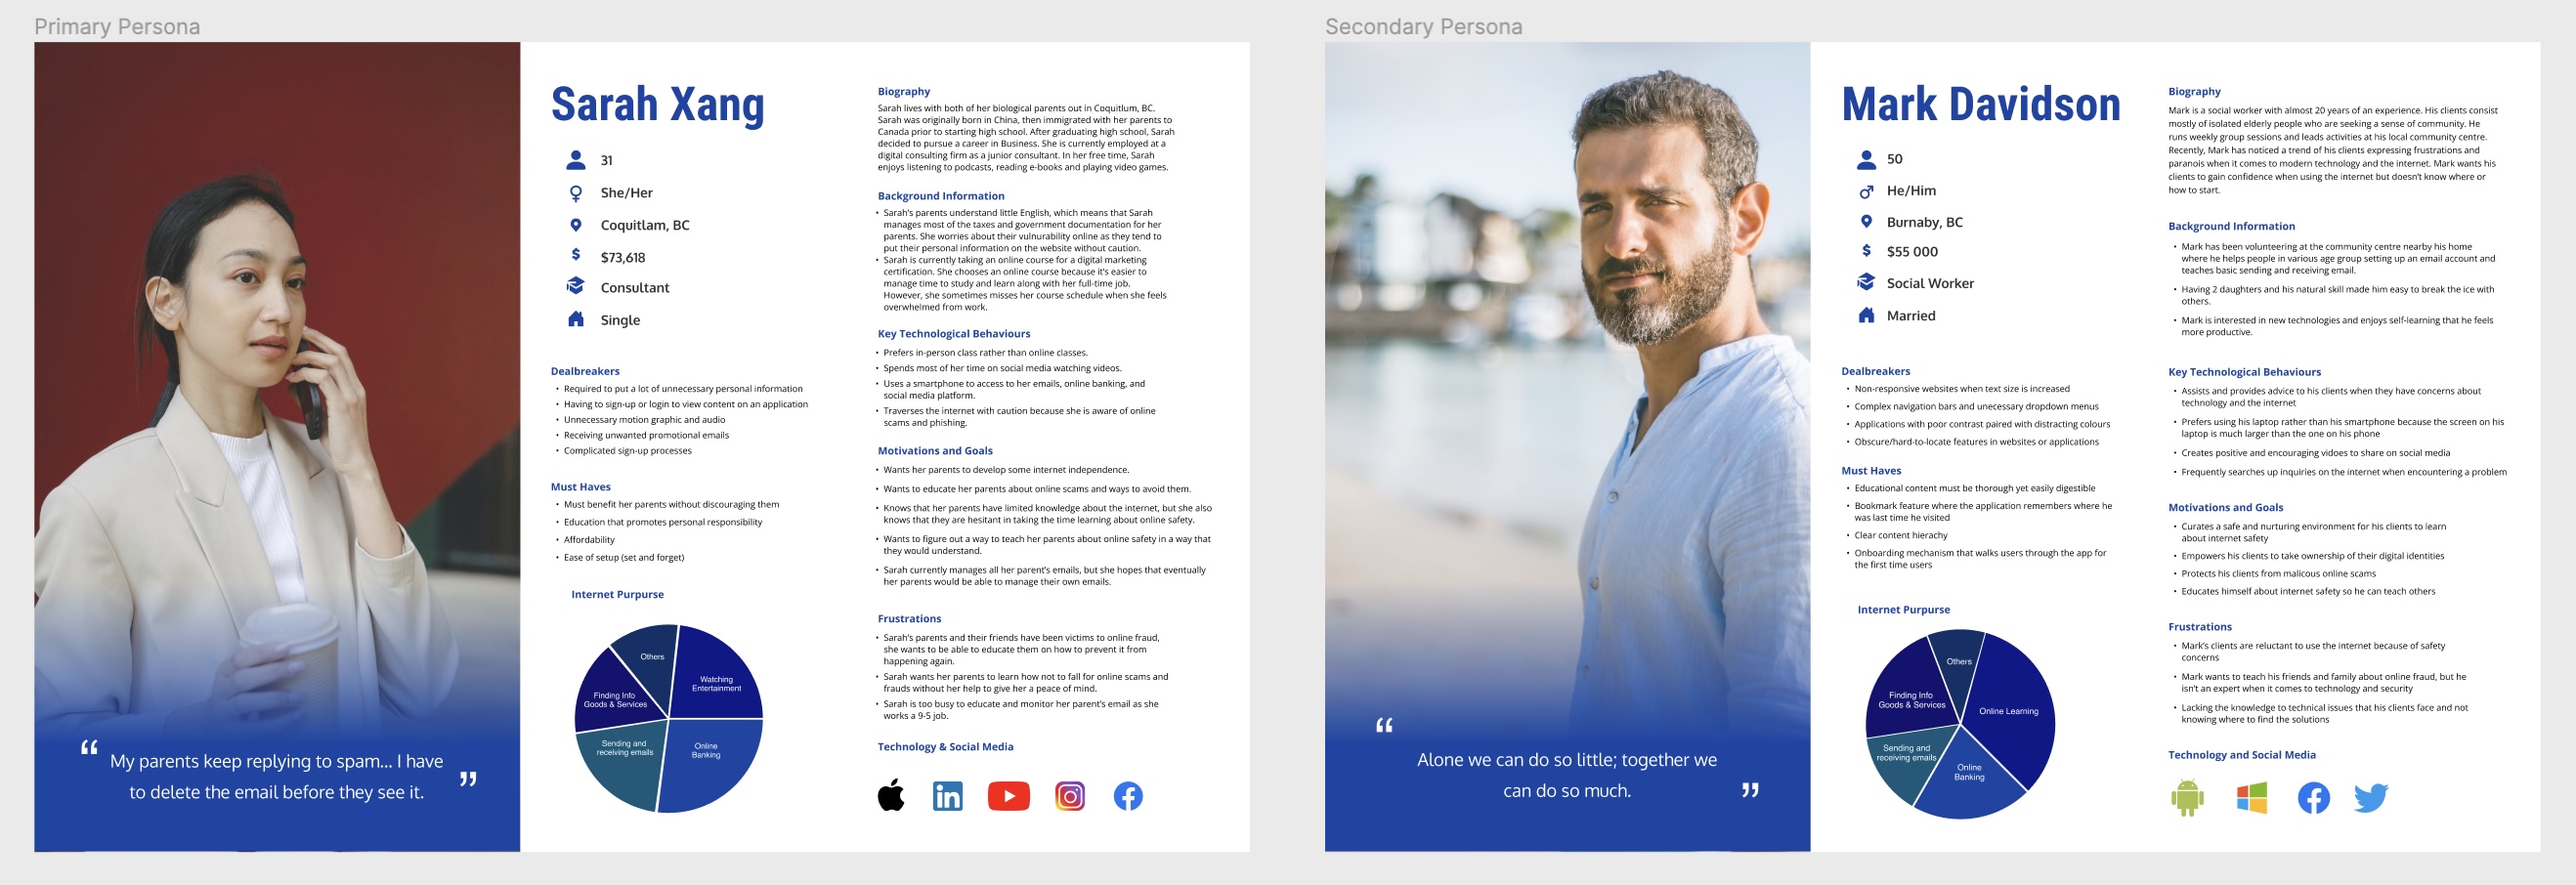 Primary Persona
“ My parents keep replying to spam... I have
to delete the email before they see it. ”
Sarah Xang
31
She/Her
Coquitlam, BC
$ $73,618
Consultant
Single
Dealbreakers
• Required to put a lot of unnecessary personal information
• Having to sign-up or login to view content on an application
• Unnecessary motion graphic and audio
• Receiving unwanted promotional emails
• Complicated sign-up processes
Must Haves
• Must benefit her parents without discouraging them
• Education that promotes personal responsibility
• Affordability
• Ease of setup (set and forget)
Internet Purpurse
Others
Watching
Entertainment
Finding Info
Goods & Services
Sending and
receiving emails
Online
Banking
Biography
Sarah lives with both of her biological parents out in Coquitlum, BC.
Sarah was originally born in China, then immigrated with her parents to
Canada prior to starting high school. After graduating high school, Sarah
decided to pursue a career in Business. She is currently employed at a
digital consulting firm as a junior consultant. In her free time, Sarah
enjoys listening to podcasts, reading e-books and playing video games.
Background Information
• Sarah's parents understand little English, which means that Sarah
manages most of the taxes and government documentation for her
parents. She worries about their vulnurability online as they tend to
put their personal information on the website without caution.
• Sarah is currently taking an online course for a digital marketing
certification. She chooses an online course because it's easier to
manage time to study and learn along with her full-time job.
However, she sometimes misses her course schedule when she feels
overwhelmed from work.
Key Technological Behaviours
• Prefers in-person class rather than online classes.
• Spends most of her time on social media watching videos.
• Uses a smartphone to access to her emails, online banking, and
social media platform.
• Traverses the internet with caution because she is aware of online
scams and phishing.
Motivations and Goals
• Wants her parents to develop some internet independence.
• Wants to educate her parents about online scams and ways to avoid them.
• Knows that her parents have limited knowledge about the internet, but she also
knows that they are hesitant in taking the time learning about online safety.
• Wants to figure out a way to teach her parents about online safety in a way that
they would understand.
• Sarah currently manages all her parent's emails, but she hopes that eventually
her parents would be able to manage their own emails.
Frustrations
• Sarah's parents and their friends have been victims to online fraud,
she wants to be able to educate them on how to prevent it from
happening again.
• Sarah wants her parents to learn how not to fall for online scams and
frauds without her help to give her a peace of mind.
• Sarah is too busy to educate and monitor her parent's email as she
works a 9-5 job.
Technology & Social Media
in
Secondary Persona
“ Alone we can do so little; together we
can do so much. ”
Mark Davidson
50
He/Him
Burnaby, BC
$ $55 000
Social Worker
Married
Dealbreakers
• Non-responsive websites when text size is increased
• Complex navigation bars and unecessary dropdown menus
• Applications with poor contrast paired with distracting colours
• Obscure/hard-to-locate features in websites or applications
Must Haves
• Educational content must be thorough yet easily digestible
• Bookmark feature where the application remembers where he
was last time he visited
• Clear content hierachy
• Onboarding mechanism that walks users through the app for
the first time users
Internet Purpurse
Others
Online Learning
Finding Info
Goods & Services
Sending and
receiving emails
Online
Banking
Biography
Mark is a social worker with almost 20 years of an experience. His clients consist
mostly of isolated elderly people who are seeking a sense of community. He
runs weekly group sessions and leads activities at his local community centre.
Recently, Mark has noticed a trend of his clients expressing frustrations and
paranois when it comes to modern technology and the internet. Mark wants his
clients to gain confidence when using the internet but doesn't know where or
how to start.
Background Information
• Mark has been volunteering at the community centre nearby his home
where he helps people in various age group setting up an email account and
teaches basic sending and receiving email.
• Having 2 daughters and his natural skill made him easy to break the ice with
others.
• Mark is interested in new technologies and enjoys self-learning that he feels
more productive.
Key Technological Behaviours
• Assists and provides advice to his clients when they have concerns about
technology and the internet
• Prefers using his laptop rather than his smartphone because the screen on his
laptop is much larger than the one on his phone
• Creates positive and encouraging vidoes to share on social media
• Frequently searches up inquiries on the internet when encountering a problem
Motivations and Goals
• Curates a safe and nurturing environment for his clients to learn
about internet safety
• Empowers his clients to take ownership of their digital identities
• Protects his clients from malicous online scams
• Educates himself about internet safety so he can teach others
Frustrations
• Mark's clients are reluctant to use the internet because of safety
concerns
• Mark wants to teach his friends and family about online fraud, but he
isn't an expert when it comes to technology and security
• Lacking the knowledge to technical issues that his clients face and not
knowing where to find the solutions
Technology and Social Media